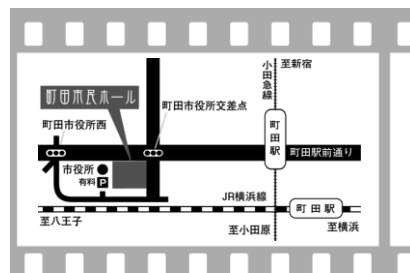 小田急線
至新宿
町田市民ホール
町田市役所交差点
町田市役所西
町田駅
町田駅前通り
市役所
有料 P
JR横浜線
町田駅
至八王子
至小田原
至横浜